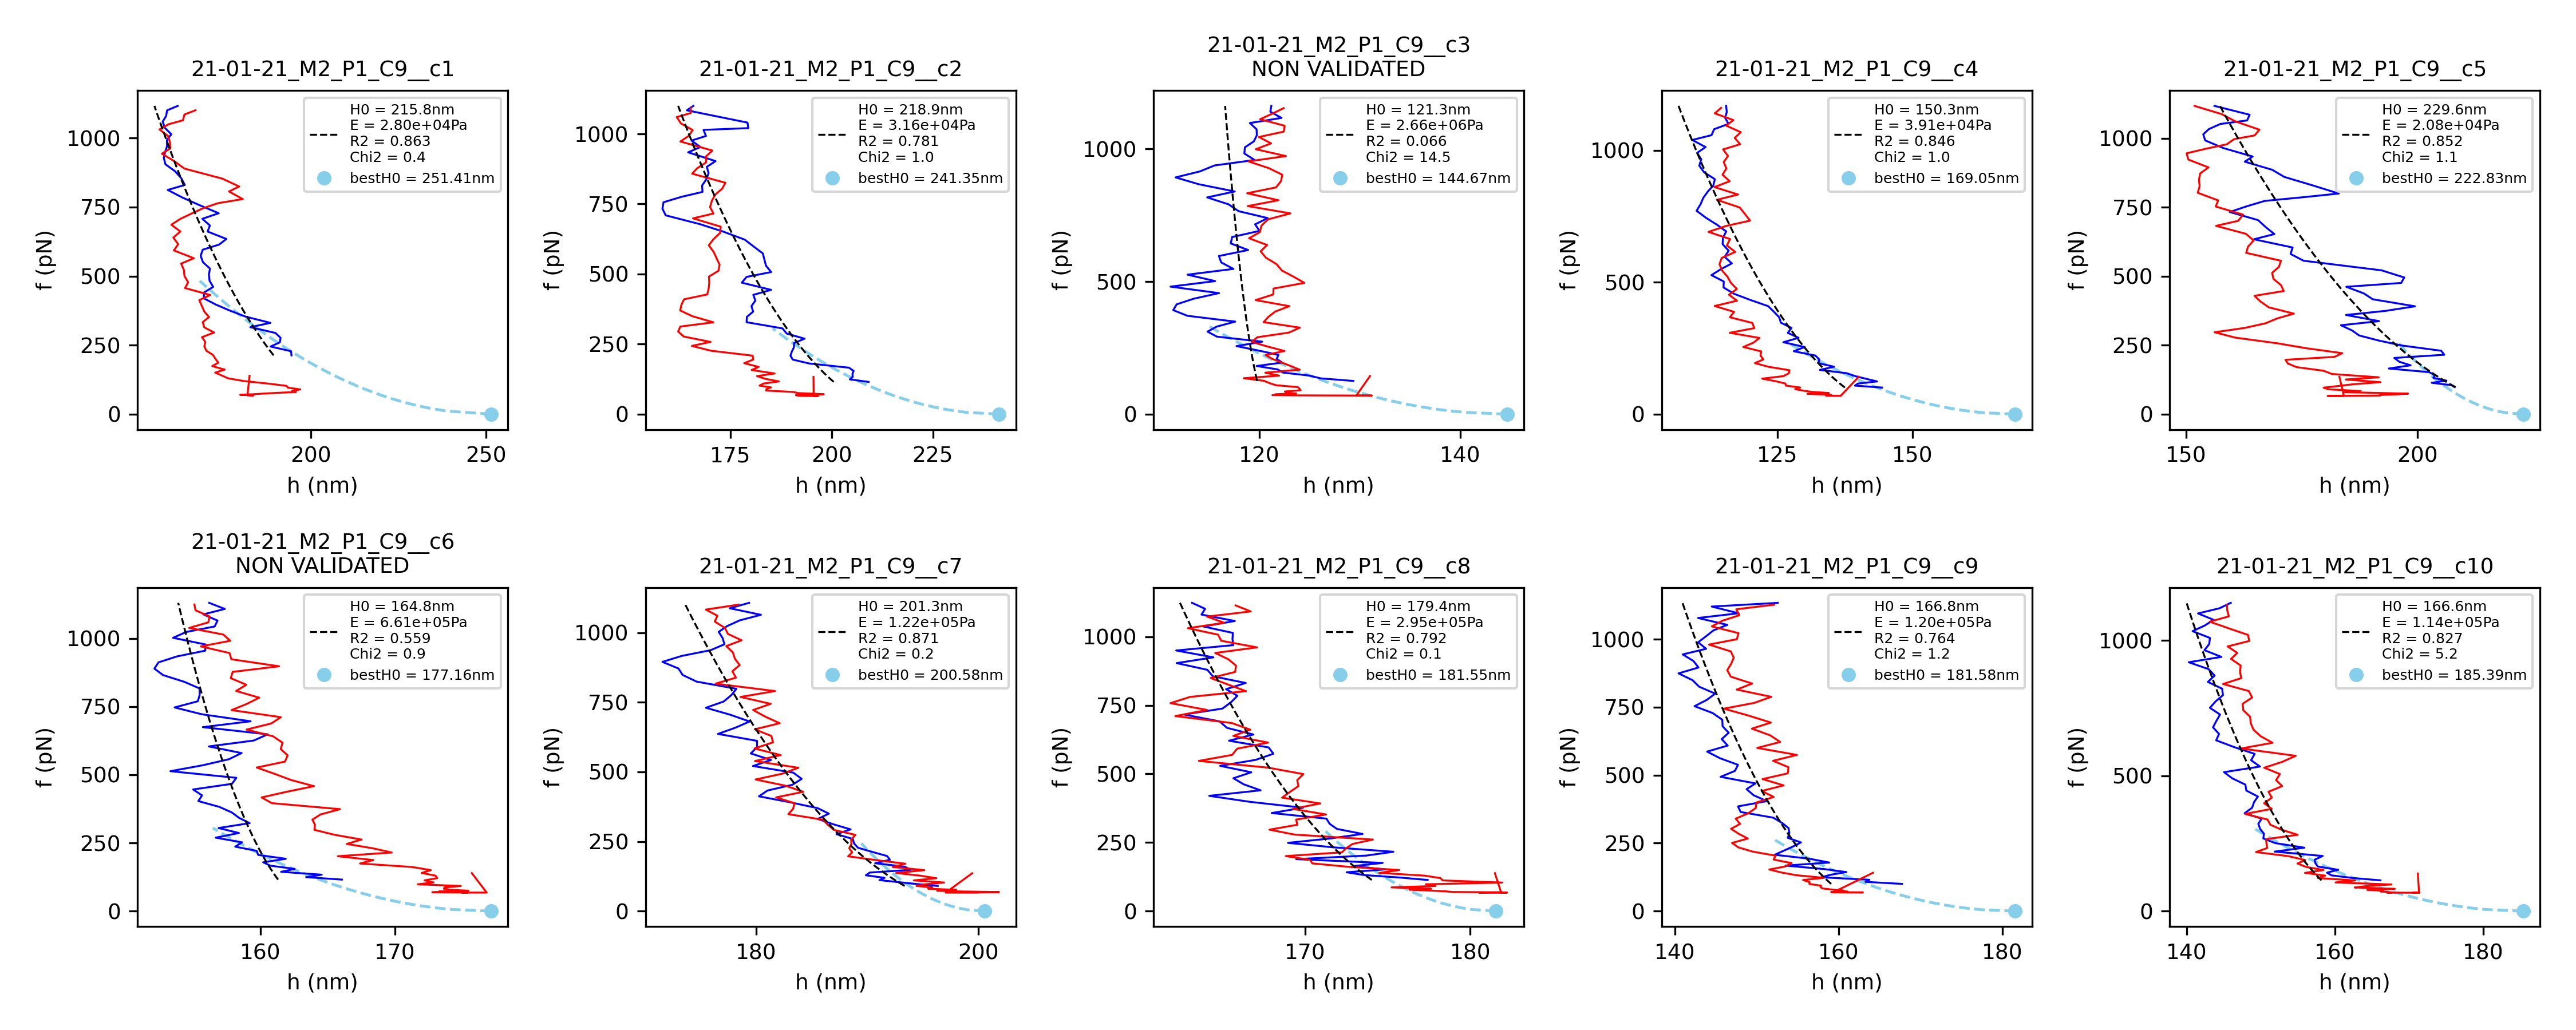 21-01-21_M2_P1_C9__c1
H0 = 215.8nm
E = 2.80e+04Pa
R2 = 0.863
Chi2 = 0.4
bestH0 = 251.41nm
f (pN)
1000
750
500
250
0
200 250
h (nm)
21-01-21_M2_P1_C9__c2
H0 = 218.9nm
E = 3.16e+04Pa
R2 = 0.781
Chi2 = 1.0
bestH0 = 241.35nm
f (pN)
1000
750
500
250
0
175 200 225
h (nm)
21-01-21_M2_P1_C9__c3
NON VALIDATED
H0 = 121.3nm
E = 2.66e+06Pa
R2 = 0.066
Chi2 = 14.5
bestH0 = 144.67nm
f (pN)
1000
500
0
120 140
h (nm)
21-01-21_M2_P1_C9__c4
H0 = 150.3nm
E = 3.91e+04Pa
R2 = 0.846
Chi2 = 1.0
bestH0 = 169.05nm
f (pN)
1000
500
0
125 150
h (nm)
21-01-21_M2_P1_C9__c5
H0 = 229.6nm
E = 2.08e+04Pa
R2 = 0.852
Chi2 = 1.1
bestH0 = 222.83nm
f (pN)
1000
750
500
250
0
150 200
h (nm)
21-01-21_M2_P1_C9__c6
NON VALIDATED
H0 = 164.8nm
E = 6.61e+05Pa
R2 = 0.559
Chi2 = 0.9
bestH0 = 177.16nm
f (pN)
1000
750
500
250
0
160 170
h (nm)
21-01-21_M2_P1_C9__c7
H0 = 201.3nm
E = 1.22e+05Pa
R2 = 0.871
Chi2 = 0.2
bestH0 = 200.58nm
f (pN)
1000
750
500
250
0
180 200
h (nm)
21-01-21_M2_P1_C9__c8
H0 = 179.4nm
E = 2.95e+05Pa
R2 = 0.792
Chi2 = 0.1
bestH0 = 181.55nm
f (pN)
1000
750
500
250
0
170 180
h (nm)
21-01-21_M2_P1_C9__c9
H0 = 166.8nm
E = 1.20e+05Pa
R2 = 0.764
Chi2 = 1.2
bestH0 = 181.58nm
f (pN)
1000
750
500
250
0
140 160 180
h (nm)
21-01-21_M2_P1_C9__c10
H0 = 166.6nm
E = 1.14e+05Pa
R2 = 0.827
Chi2 = 5.2
bestH0 = 185.39nm
f (pN)
1000
500
0
140 160 180
h (nm)